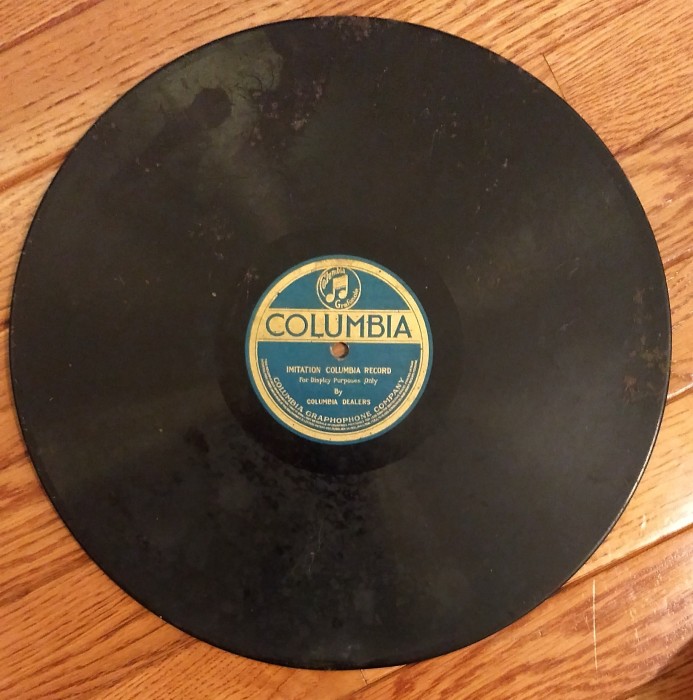 Columbia
Grafonola
COLUMBIA
IMITATION COLUMBIA RECORD
For Display Purposes Only
By
COLUMBIA DEALERS
COLUMBIA GRAPHOPHONE COMPANY